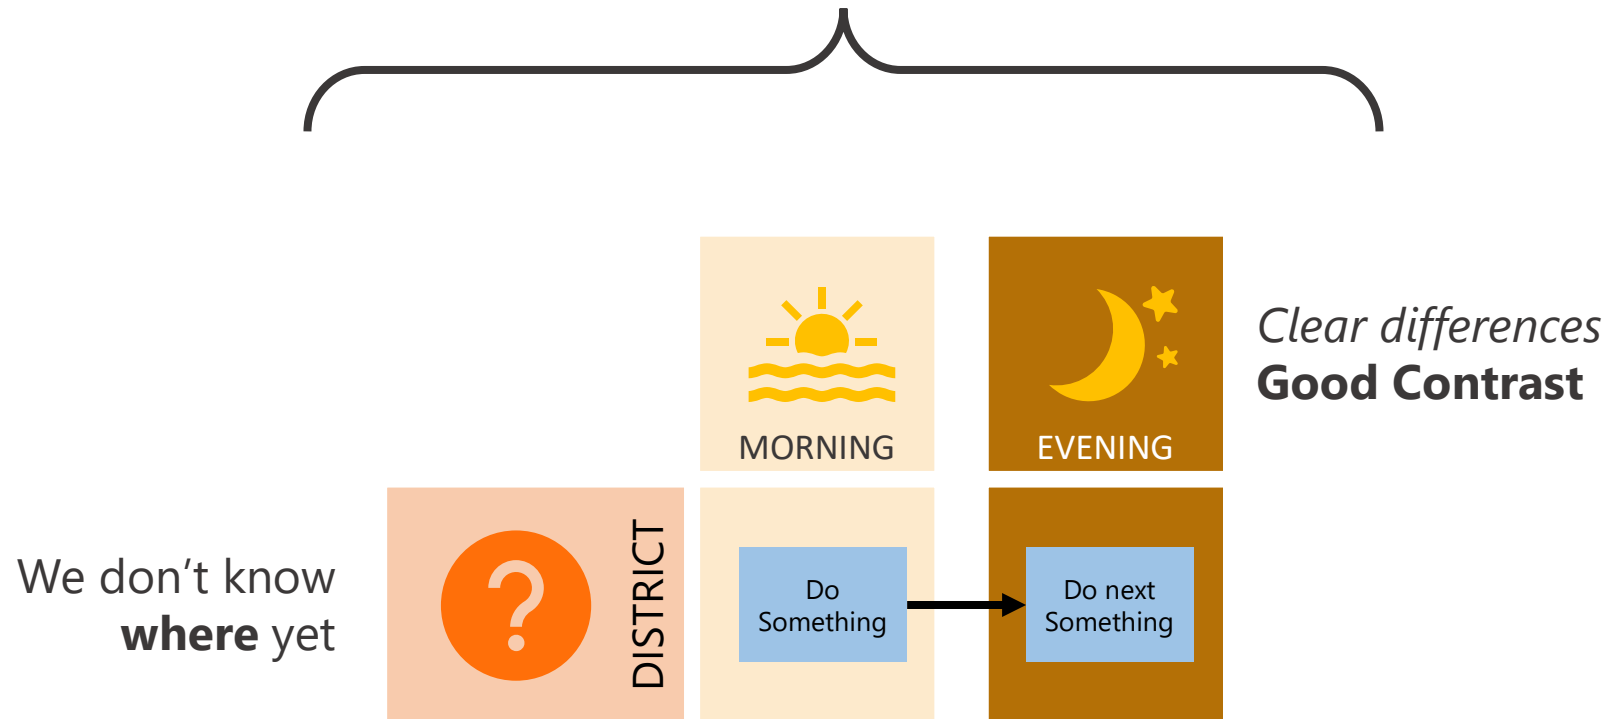 MORNING
EVENING
Clear differences
Good Contrast
We don’t know
where yet
?
DISTRICT
Do
Something
Do next
Something